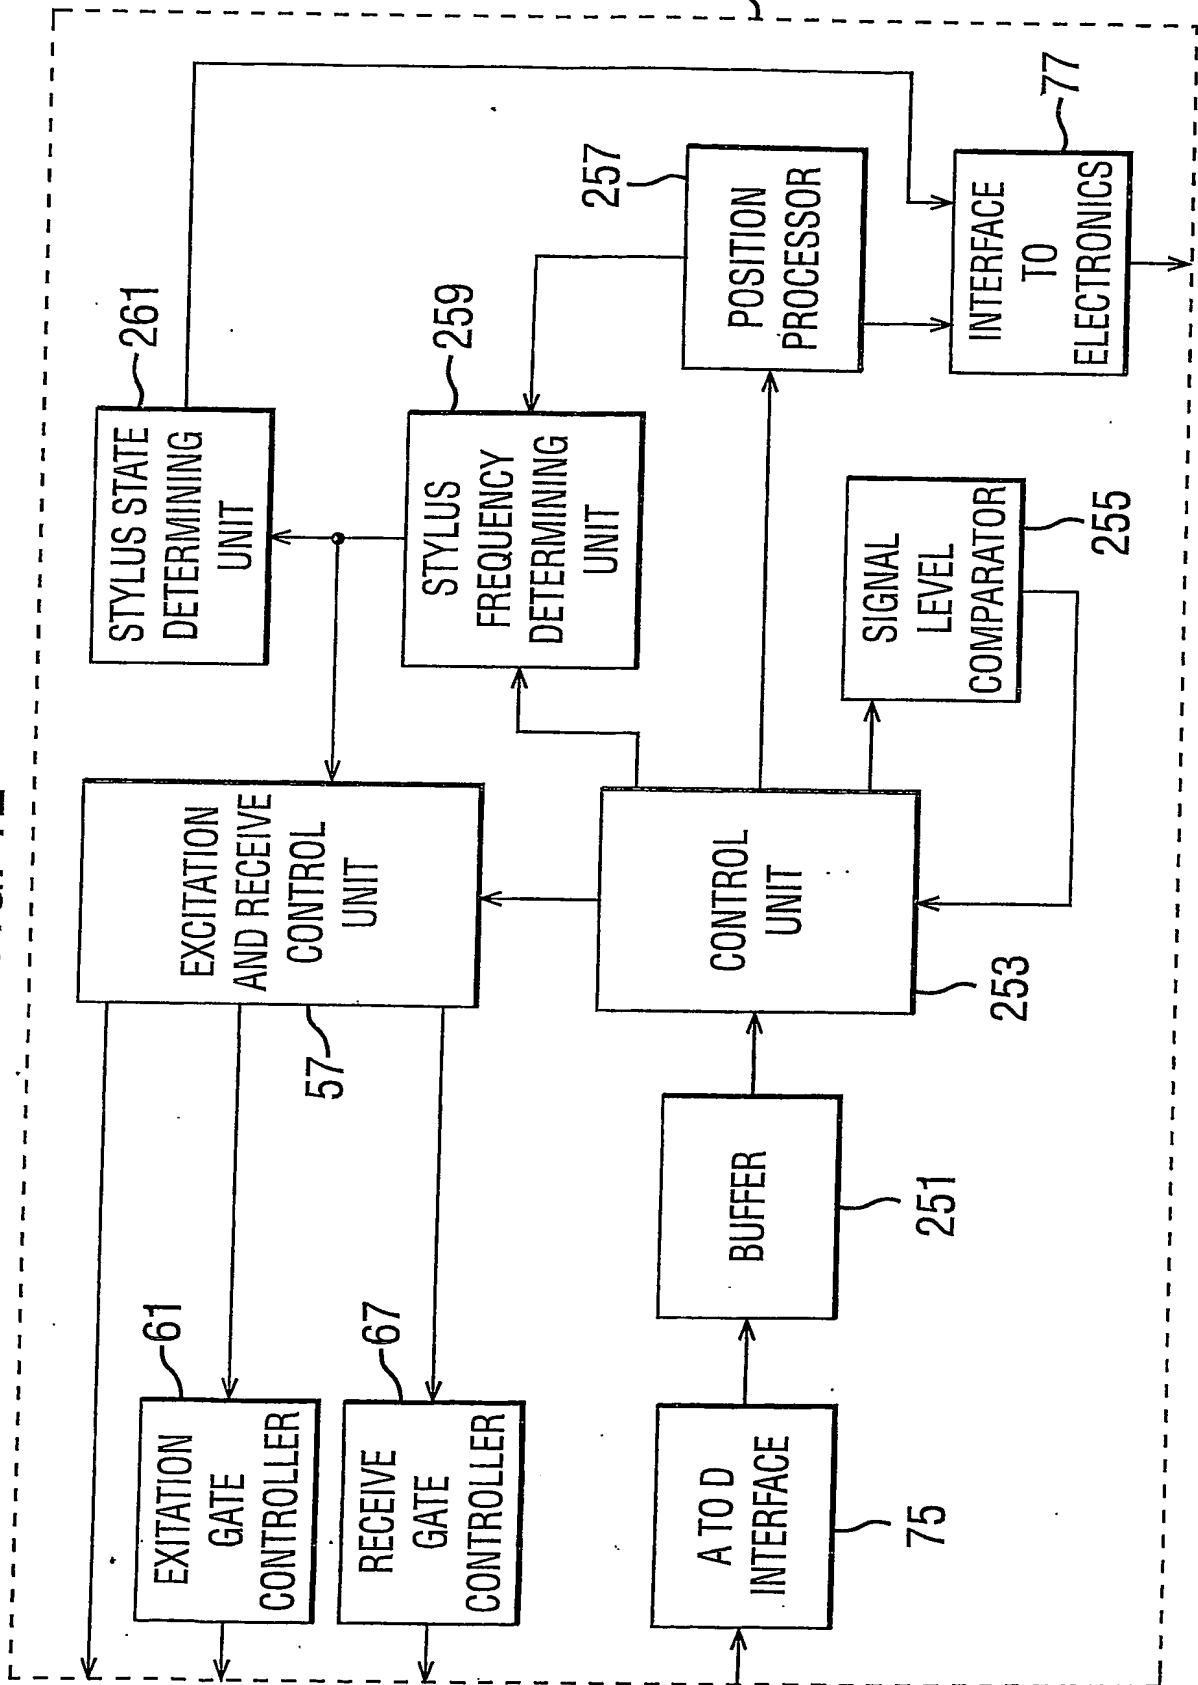 EXITATION
GATE
CONTROLLER
61
RECEIVE
GATE
CONTROLLER
67
EXCITATION
AND RECEIVE
CONTROL
UNIT
57
STYLUS STATE
DETERMINING
UNIT
261
STYLUS
FREQUENCY
DETERMINING
UNIT
259
A TO D
INTERFACE
75
BUFFER
251
CONTROL
UNIT
253
SIGNAL
LEVEL
COMPARATOR
255
POSITION
PROCESSOR
257
INTERFACE
TO
ELECTRONICS
77